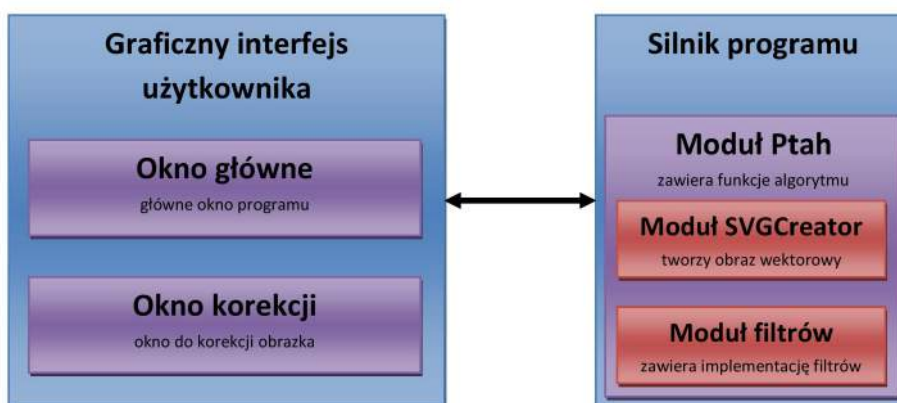 Graficzny interfejs
użytkownika
Okno główne
główne okno programu
Okno korekcji
okno do korekcji obrazka
Silnik programu
Moduł Ptah
zawiera funkcje algorytmu
Moduł SVGCreator
tworzy obraz wektorowy
Moduł filtrów
zawiera implementację filtrów